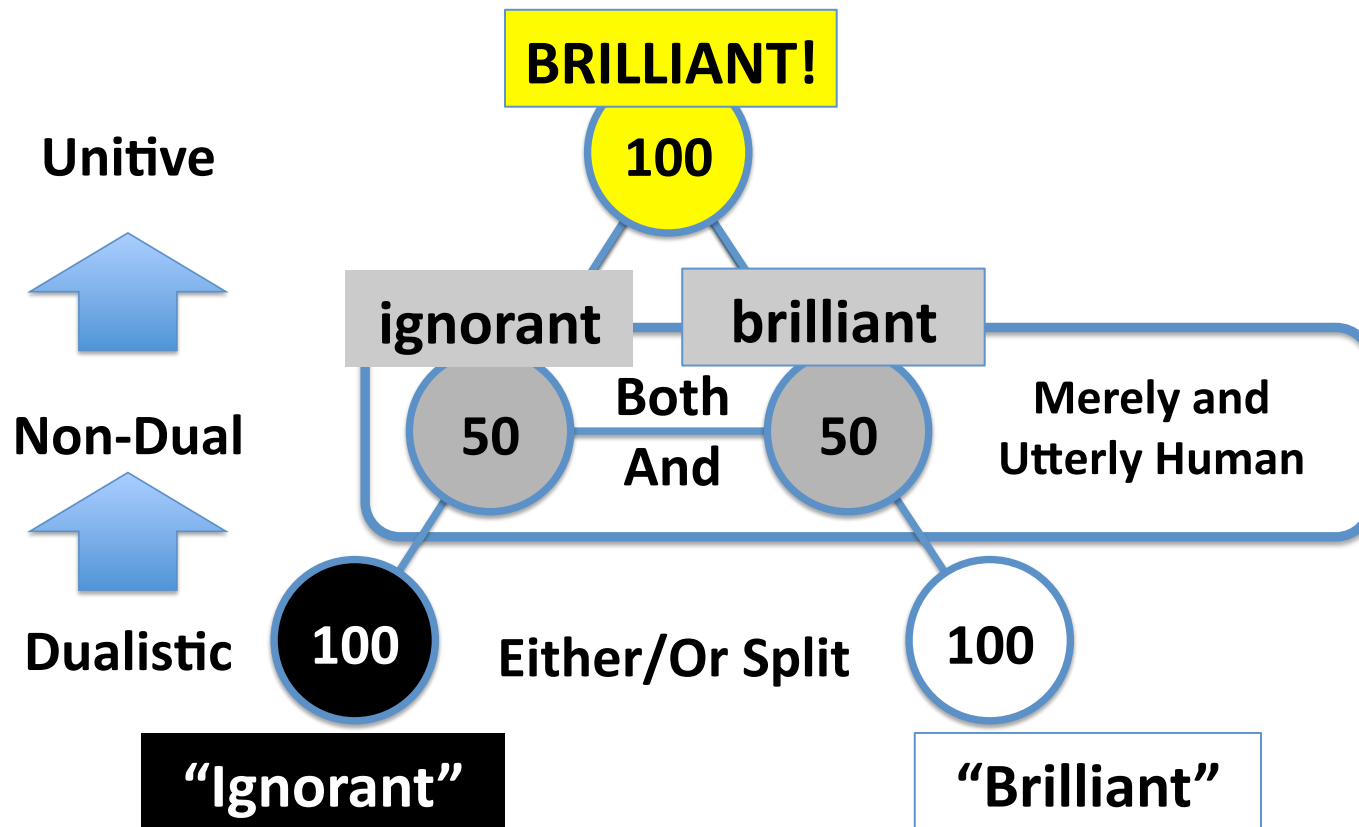 BRILLIANT!
100
Unitive
ignorant
brilliant
Non-Dual
50
Both
And
50
Merely and
Utterly Human
Dualistic
100
Either/Or Split
100
“Ignorant”
“Brilliant”